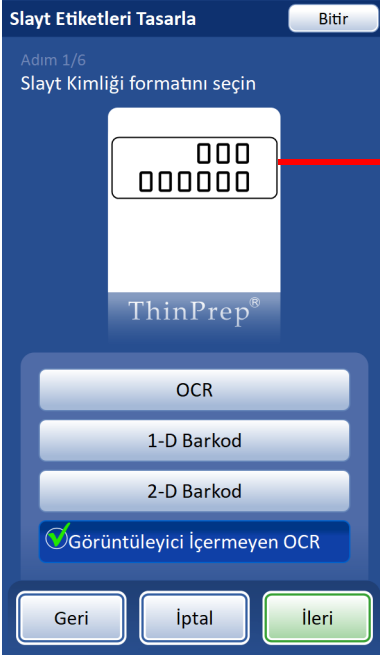 Slayt Etiketleri Tasarla
Bitir
Adım 1/6
Slayt Kimliği formatını seçin
000
000000
ThinPrep®
OCR
1-D Barkod
2-D Barkod
Görüntüleyici İçermeyen OCR
Geri
İptal
İleri